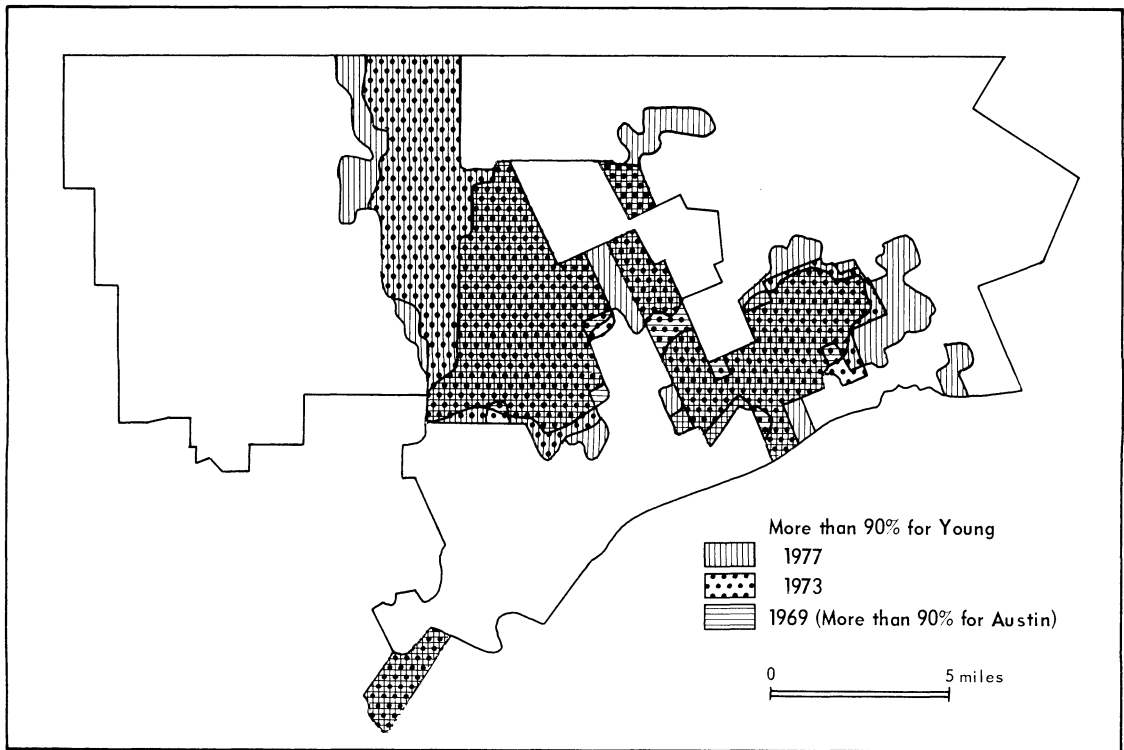 More than 90% for Young
1977
1973
1969 (More than 90% for Austin)
0 5 miles